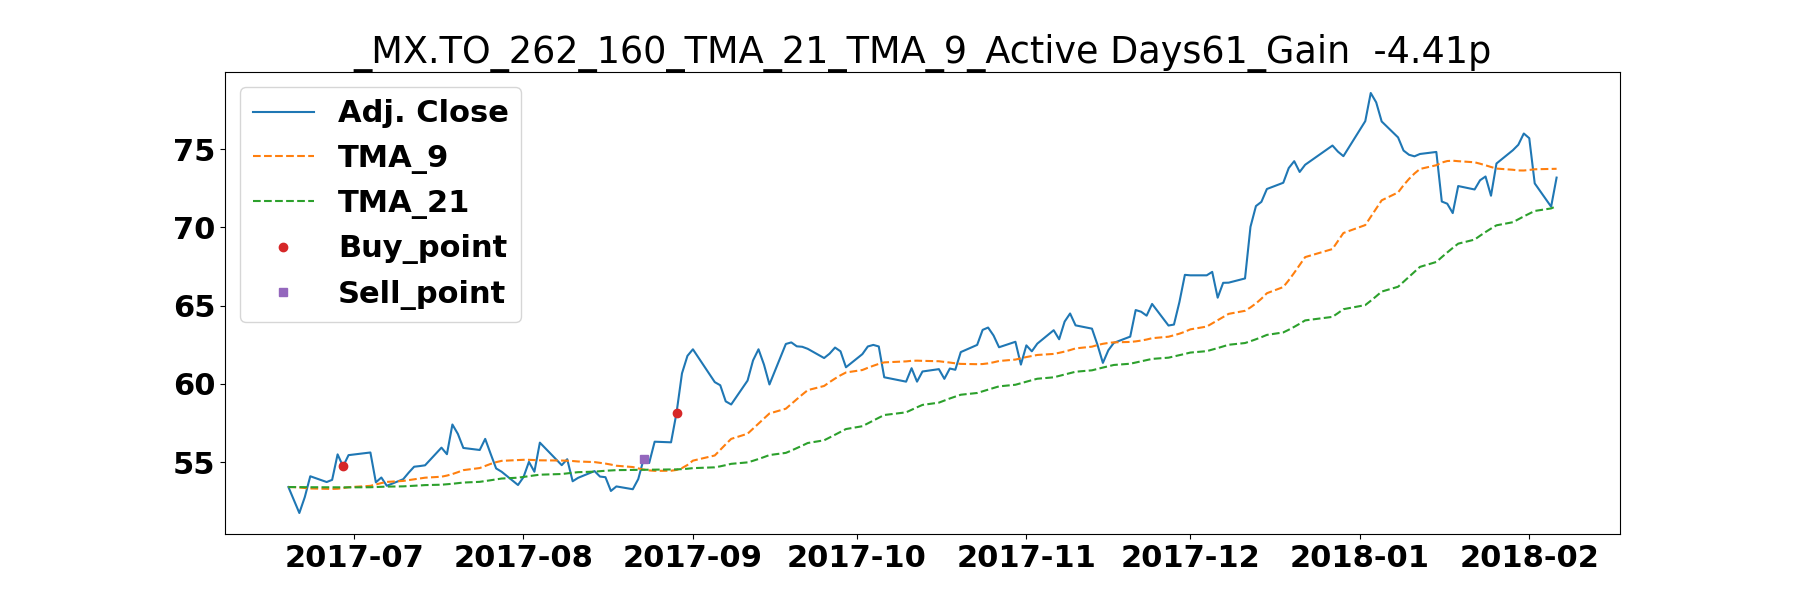 _MX.TO_262_160_TMA_21_TMA_9_Active Days61_Gain  -4.41p
Adj. Close
TMA_9
TMA_21
Buy_point
Sell_point
75
70
65
60
55
2017-07 2017-08 2017-09 2017-10 2017-11 2017-12 2018-01 2018-02